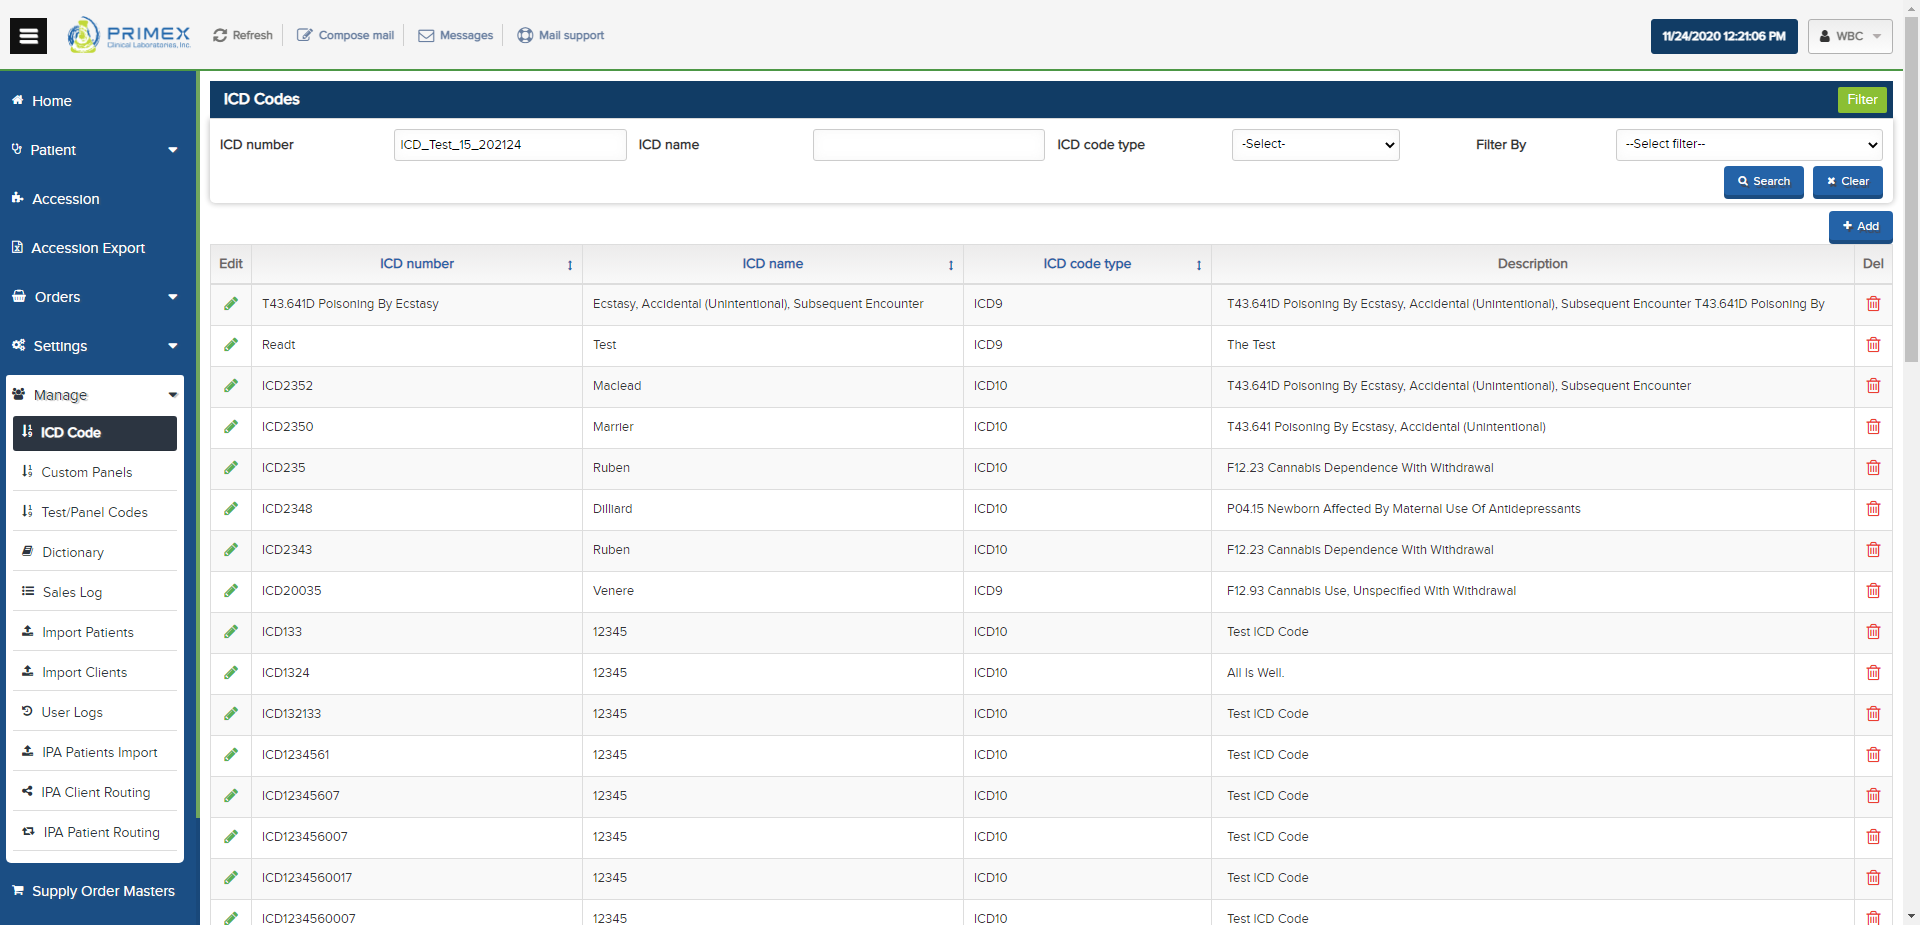 PRIMEX
Clinical Laboratories, Inc.
Refresh
Compose mail
Messages
Mail support
11/24/2020 12:21:06 PM
WBC
Home
Patient
Accession
Accession Export
Orders
Settings
Manage
ICD Code
Custom Panels
Test/Panel Codes
Dictionary
Sales Log
Import Patients
Import Clients
User Logs
IPA Patients Import
IPA Client Routing
IPA Patient Routing
Supply Order Masters
ICD Codes
Filter
ICD number ICD_Test_15_202124 ICD name ICD code type -Select- Filter By --Select filter--
Search Clear
Add
Edit ICD number ICD name ICD code type Description Del
T43.641D Poisoning By Ecstasy Ecstasy, Accidental (Unintentional), Subsequent Encounter ICD9 T43.641D Poisoning By Ecstasy, Accidental (Unintentional), Subsequent Encounter T43.641D Poisoning By
Readt Test ICD9 The Test
ICD2352 Maclead ICD10 T43.641D Poisoning By Ecstasy, Accidental (Unintentional), Subsequent Encounter
ICD2350 Marrier ICD10 T43.641 Poisoning By Ecstasy, Accidental (Unintentional)
ICD235 Ruben ICD10 F12.23 Cannabis Dependence With Withdrawal
ICD2348 Dilliard ICD10 P04.15 Newborn Affected By Maternal Use Of Antidepressants
ICD2343 Ruben ICD10 F12.23 Cannabis Dependence With Withdrawal
ICD20035 Venere ICD9 F12.93 Cannabis Use, Unspecified With Withdrawal
ICD133 12345 ICD10 Test ICD Code
ICD1324 12345 ICD10 All Is Well.
ICD132133 12345 ICD10 Test ICD Code
ICD1234561 12345 ICD10 Test ICD Code
ICD12345607 12345 ICD10 Test ICD Code
ICD123456007 12345 ICD10 Test ICD Code
ICD1234560017 12345 ICD10 Test ICD Code
ICD1234560007 12345 ICD10 Test ICD Code